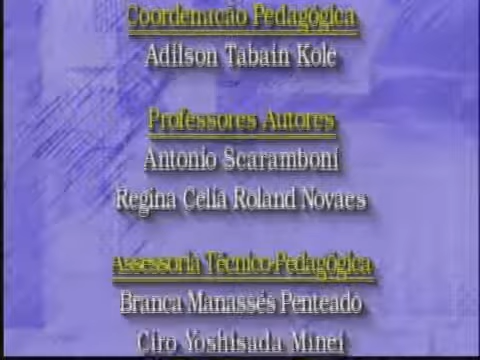 Coordenação Pedagógica
Adilson Tabain Kole
Professores Autores
Antonio Scaramboni
Regina Celia Roland Novaes
Assessoria Técnico-Pedagógica
Branca Manassés Penteado
Ciro Yoshisada Minei